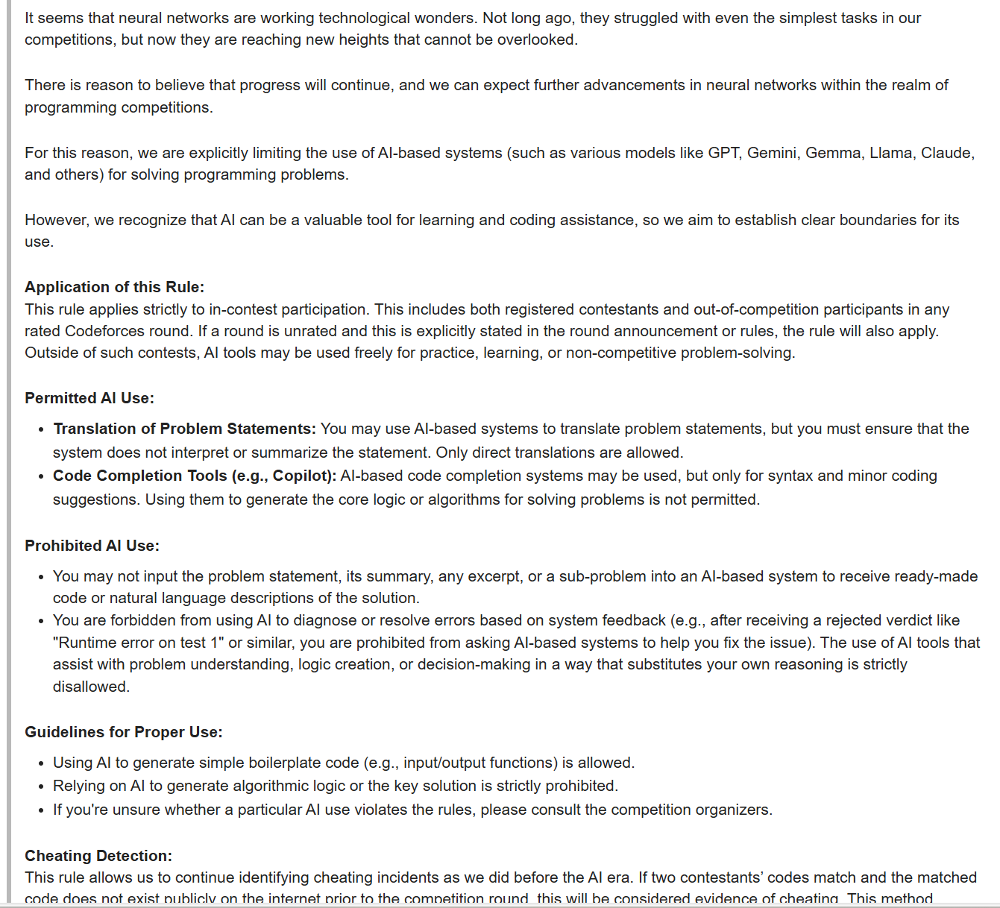 It seems that neural networks are working technological wonders. Not long ago, they struggled with even the simplest tasks in our
competitions, but now they are reaching new heights that cannot be overlooked.
There is reason to believe that progress will continue, and we can expect further advancements in neural networks within the realm of
programming competitions.
For this reason, we are explicitly limiting the use of AI-based systems (such as various models like GPT, Gemini, Gemma, Llama, Claude,
and others) for solving programming problems.
However, we recognize that AI can be a valuable tool for learning and coding assistance, so we aim to establish clear boundaries for its
use.
Application of this Rule:
This rule applies strictly to in-contest participation. This includes both registered contestants and out-of-competition participants in any
rated Codeforces round. If a round is unrated and this is explicitly stated in the round announcement or rules, the rule will also apply.
Outside of such contests, AI tools may be used freely for practice, learning, or non-competitive problem-solving.
Permitted AI Use:
• Translation of Problem Statements: You may use AI-based systems to translate problem statements, but you must ensure that the
system does not interpret or summarize the statement. Only direct translations are allowed.
• Code Completion Tools (e.g., Copilot): AI-based code completion systems may be used, but only for syntax and minor coding
suggestions. Using them to generate the core logic or algorithms for solving problems is not permitted.
Prohibited AI Use:
• You may not input the problem statement, its summary, any excerpt, or a sub-problem into an AI-based system to receive ready-made
code or natural language descriptions of the solution.
• You are forbidden from using AI to diagnose or resolve errors based on system feedback (e.g., after receiving a rejected verdict like
"Runtime error on test 1" or similar, you are prohibited from asking AI-based systems to help you fix the issue). The use of AI tools that
assist with problem understanding, logic creation, or decision-making in a way that substitutes your own reasoning is strictly
disallowed.
Guidelines for Proper Use:
• Using AI to generate simple boilerplate code (e.g., input/output functions) is allowed.
• Relying on AI to generate algorithmic logic or the key solution is strictly prohibited.
• If you're unsure whether a particular AI use violates the rules, please consult the competition organizers.
Cheating Detection:
This rule allows us to continue identifying cheating incidents as we did before the AI era. If two contestants’ codes match and the matched
code does not exist publicly on the internet prior to the competition round, this will be considered evidence of cheating. This method